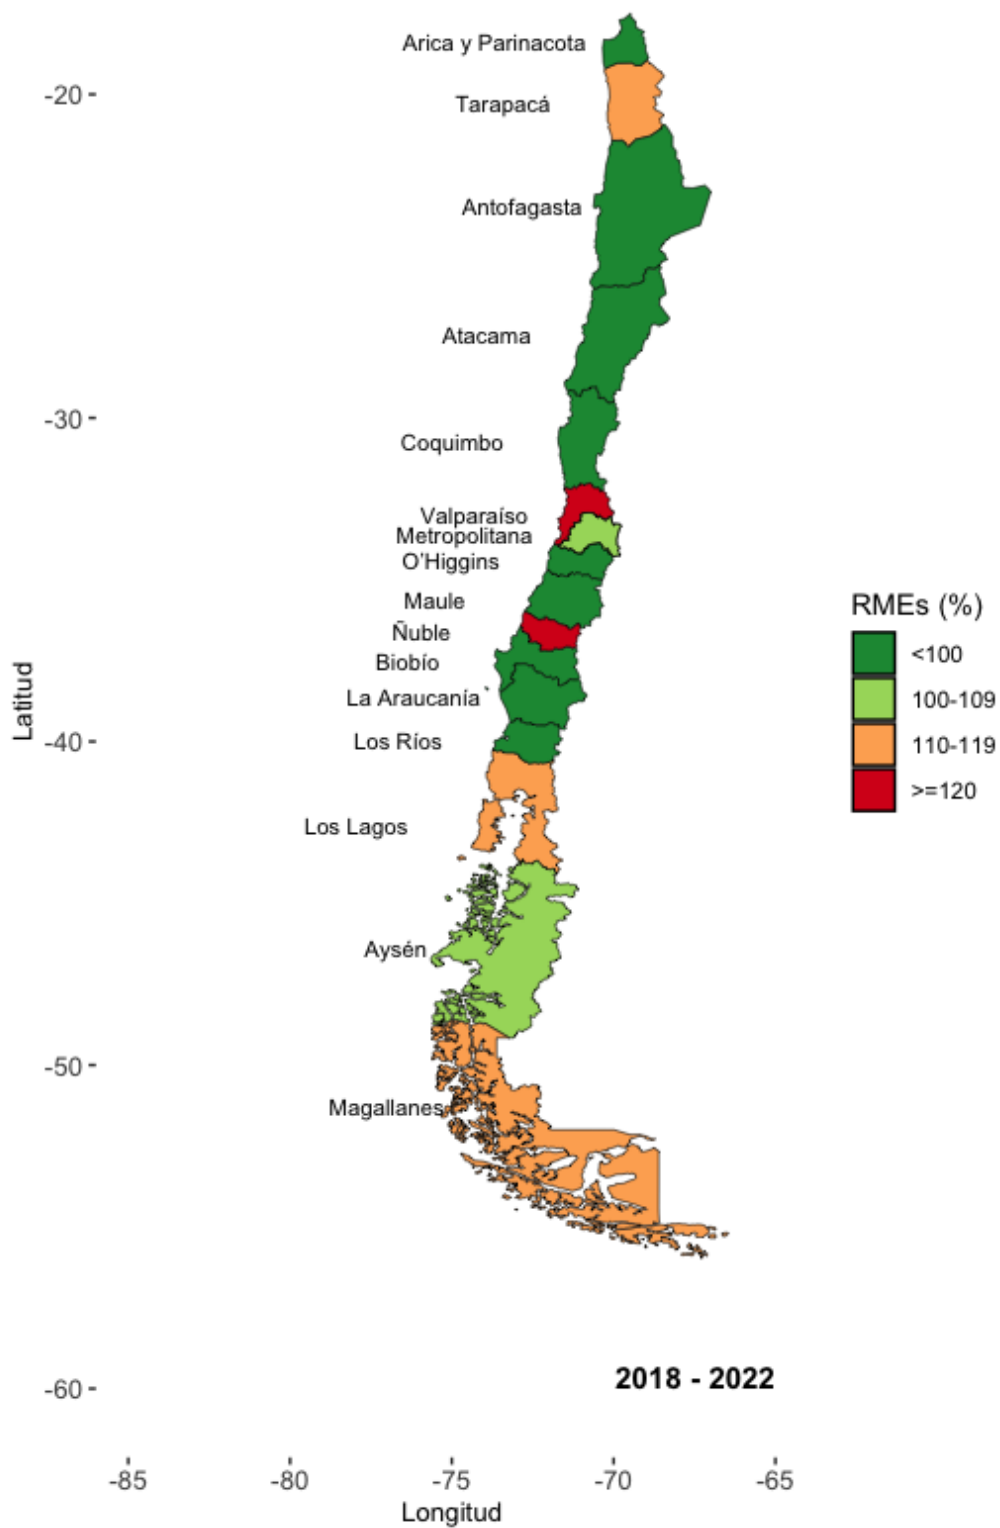 Arica y Parinacota
-20
Tarapacá
Antofagasta
Atacama
-30
Coquimbo
Valparaíso
Metropolitana
O'Higgins
Maule
Ñuble
Biobío
La Araucanía
Los Ríos
-40
Los Lagos
Aysén
-50
Magallanes
-60
Latitud
RMEs (%)
<100
100-109
110-119
>=120
2018 - 2022
-85 -80 -75 -70 -65
Longitud